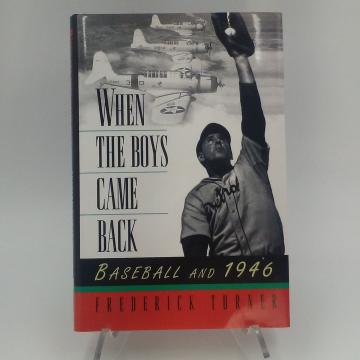 WHEN
THE BOYS
CAME
BACK
BASEBALL AND 1946
FREDERICK TURNER